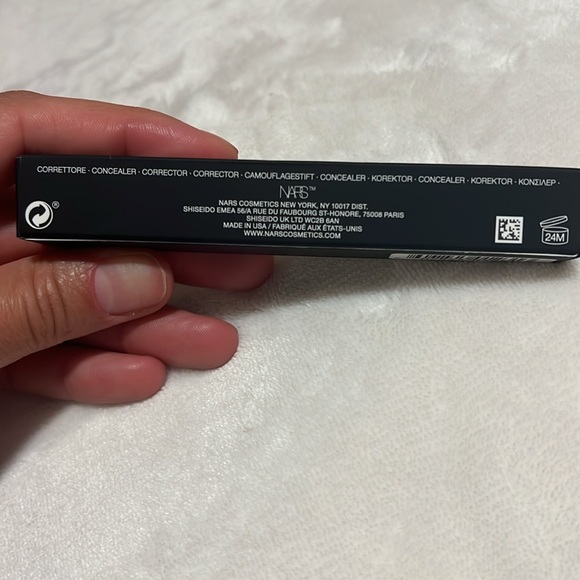 CORRETTORE · CONCEALER · CORRECTOR · CORRECTOR · CAMOUFLAGESTIFT · CONCEALER · KOREKTOR · CONCEALER · KOREKTOR · ΚΟΝΣΙΛΕΡ ·
NARS™
NARS COSMETICS NEW YORK, NY 10017 DIST.
SHISEIDO EMEA 56/A RUE DU FAUBOURG ST-HONORE, 75008 PARIS
SHISEIDO UK LTD WC2B 6AN
MADE IN USA / FABRIQUÉ AUX ÉTATS-UNIS
WWW.NARSCOSMETICS.COM
24M